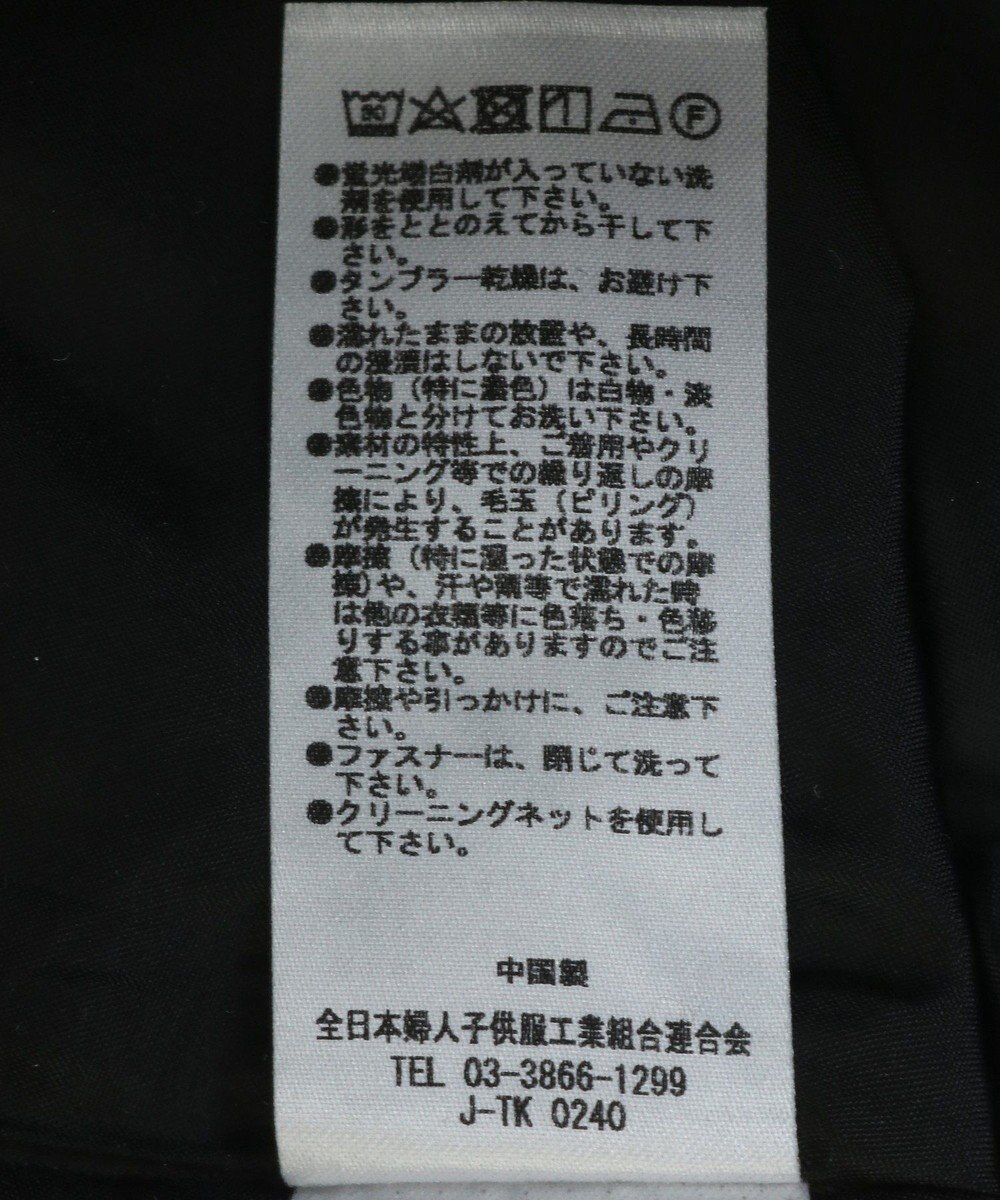 ●蛍光増白剤が入っていない洗
剤を使用して下さい。
●形をととのえてから干して下
さい。
●タンブラー乾燥は、お避け下
さい。
●濡れたままの放置や、長時間
の浸漬はしないで下さい。
●色物（特に濃色）は白物・淡
色物と分けてお洗い下さい。
●素材の特性上、ご着用やクリ
ーニング等での繰り返しの摩
擦により、毛玉（ピリング）
が発生することがあります。
●摩擦（特に湿った状態での摩
擦）や、汗や雨等で濡れた時
は他の衣類等に色落ち・色移
りする事がありますのでご注
意下さい。
●摩擦や引っかけに、ご注意下
さい。
●ファスナーは、閉じて洗って
下さい。
●クリーニングネットを使用し
て下さい。
中国製
全日本婦人子供服工業組合連合会
TEL 03-3866-1299
J-TK 0240